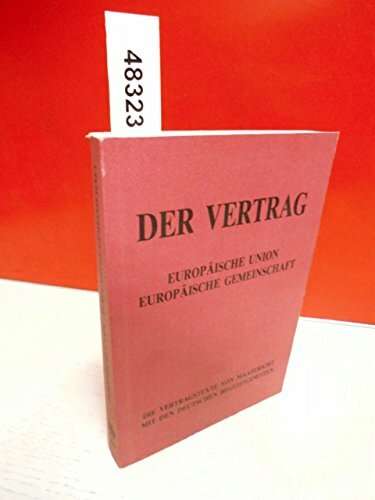 48323
DER VERTRAG
EUROPÄISCHE UNION
EUROPÄISCHE GEMEINSCHAFT
DIE VERTRAGSTEXTE VON MAASTRICHT
MIT DEN DEUTSCHEN BEGLEITGESETZEN